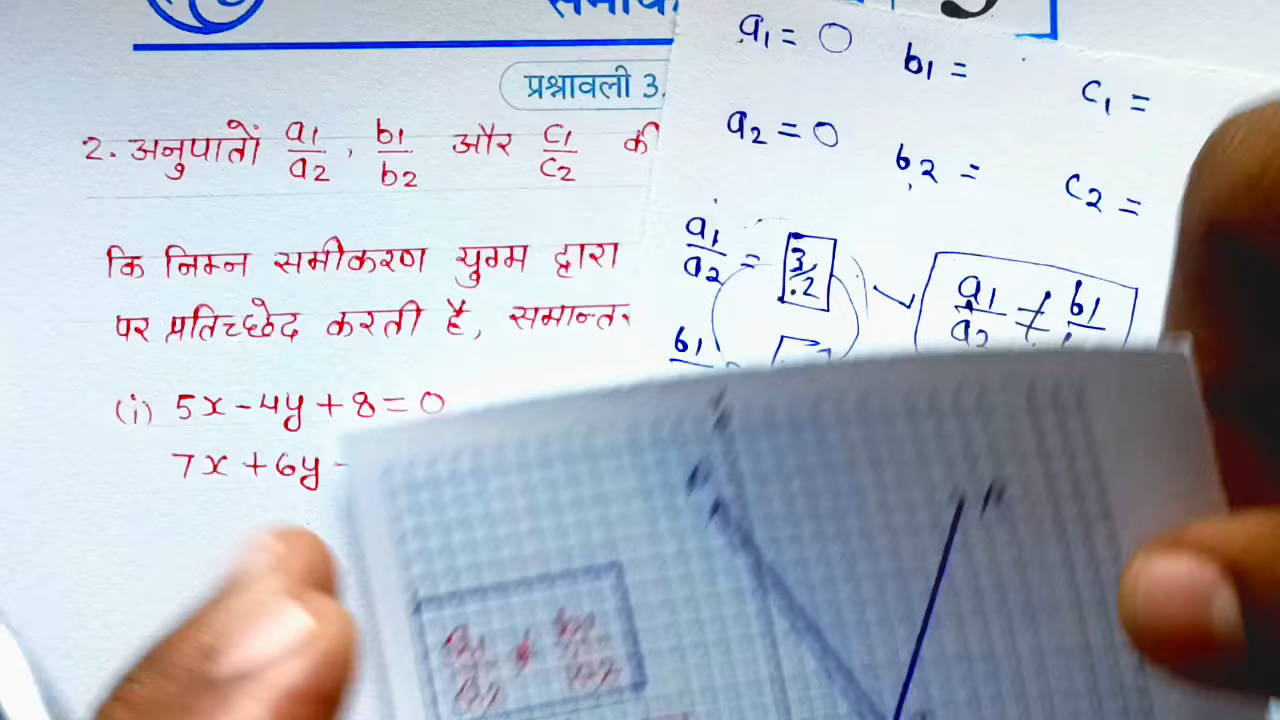 प्रश्नावली 3.
2. अनुपातों a1/a2, b1/b2 और c1/c2 की
कि निम्न समीकरण युग्म द्वारा
पर प्रतिच्छेद करती है, समान्तर
(i) 5x-4y+8=0
7x+6y-
a1 = 0 b1 = c1 =
a2 = 0 b2 = c2 =
a1/a2 = 3/.2 a1/a2 ≠ b1/
b1